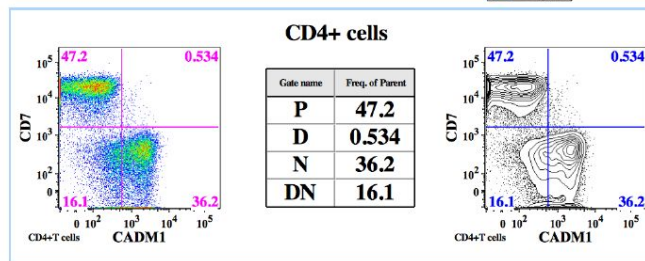 CD4+ cells
47.2 0.534
CD7
10^5
10^4
10^3
10^2
0
16.1 36.2
0 10^2 10^3 10^4 10^5
CD4+T cells CADM1
Gate name Freq. of Parent
P 47.2
D 0.534
N 36.2
DN 16.1
47.2 0.534
CD7
10^5
10^4
10^3
10^2
0
16.1 36.2
0 10^2 10^3 10^4 10^5
CD4+T cells CADM1